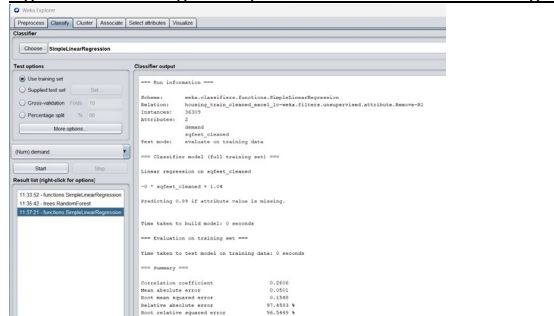 Weka Explorer
Preprocess Classify Cluster Associate Select attributes Visualize
Classifier
Choose SimpleLinearRegression
Test options
Use training set
Supplied test set Set...
Cross-validation Folds 10
Percentage split % 80
More options...
(Num) demand
Start Stop
Result list (right-click for options)
11:33:52 - functions.SimpleLinearRegression
11:35:42 - trees.RandomForest
11:37:21 - functions.SimpleLinearRegression
Classifier output
=== Run information ===
Scheme: weka.classifiers.functions.SimpleLinearRegression
Relation: housing_train_cleaned_excel_lc-weka.filters.unsupervised.attribute.Remove-R1
Instances: 36319
Attributes: 2
demand
sqfeet_cleaned
Test mode: evaluate on training data
=== Classifier model (full training set) ===
Linear regression on sqfeet_cleaned
-0 * sqfeet_cleaned + 1.04
Predicting 0.89 if attribute value is missing.
Time taken to build model: 0 seconds
=== Evaluation on training set ===
Time taken to test model on training data: 0 seconds
=== Summary ===
Correlation coefficient 0.2606
Mean absolute error 0.0501
Root mean squared error 0.1549
Relative absolute error 97.4503 %
Root relative squared error 96.5449 %